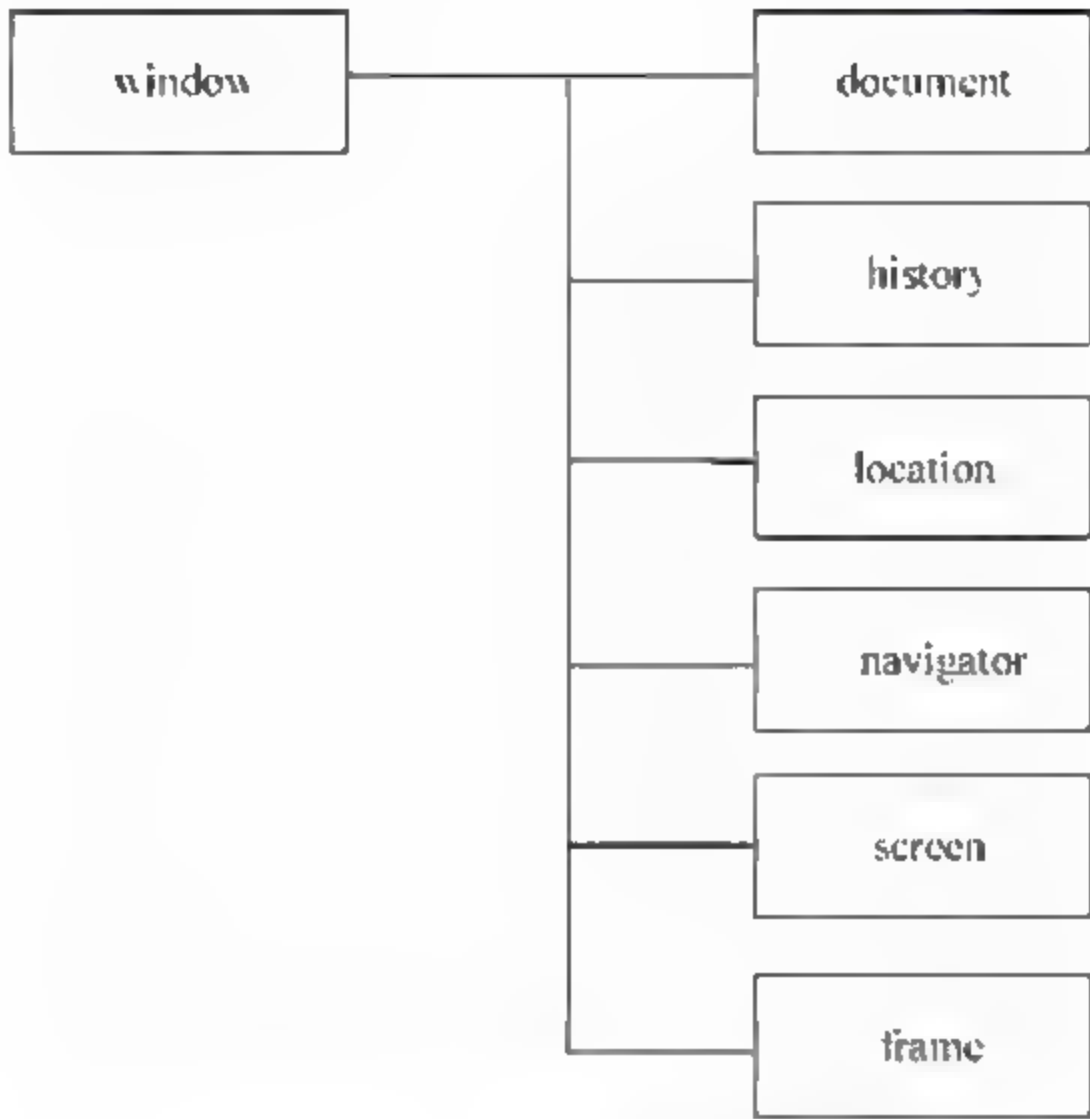 window
document
history
location
navigator
screen
frame